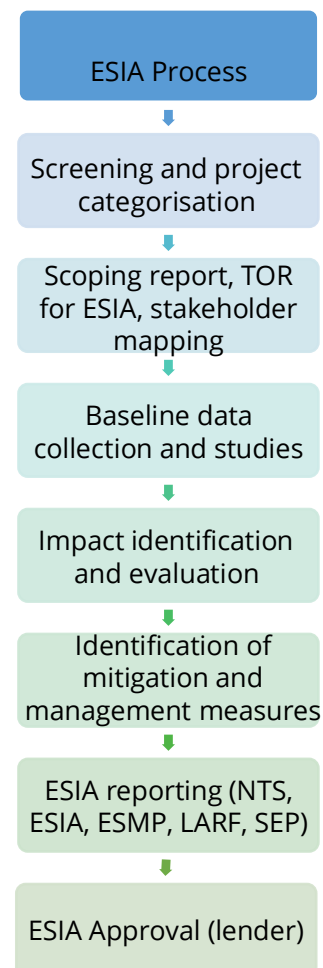 ESIA Process
Screening and project
categorisation
Scoping report, TOR
for ESIA, stakeholder
mapping
Baseline data
collection and studies
Impact identification
and evaluation
Identification of
mitigation and
management measures
ESIA reporting (NTS,
ESIA, ESMP, LARF, SEP)
ESIA Approval (lender)